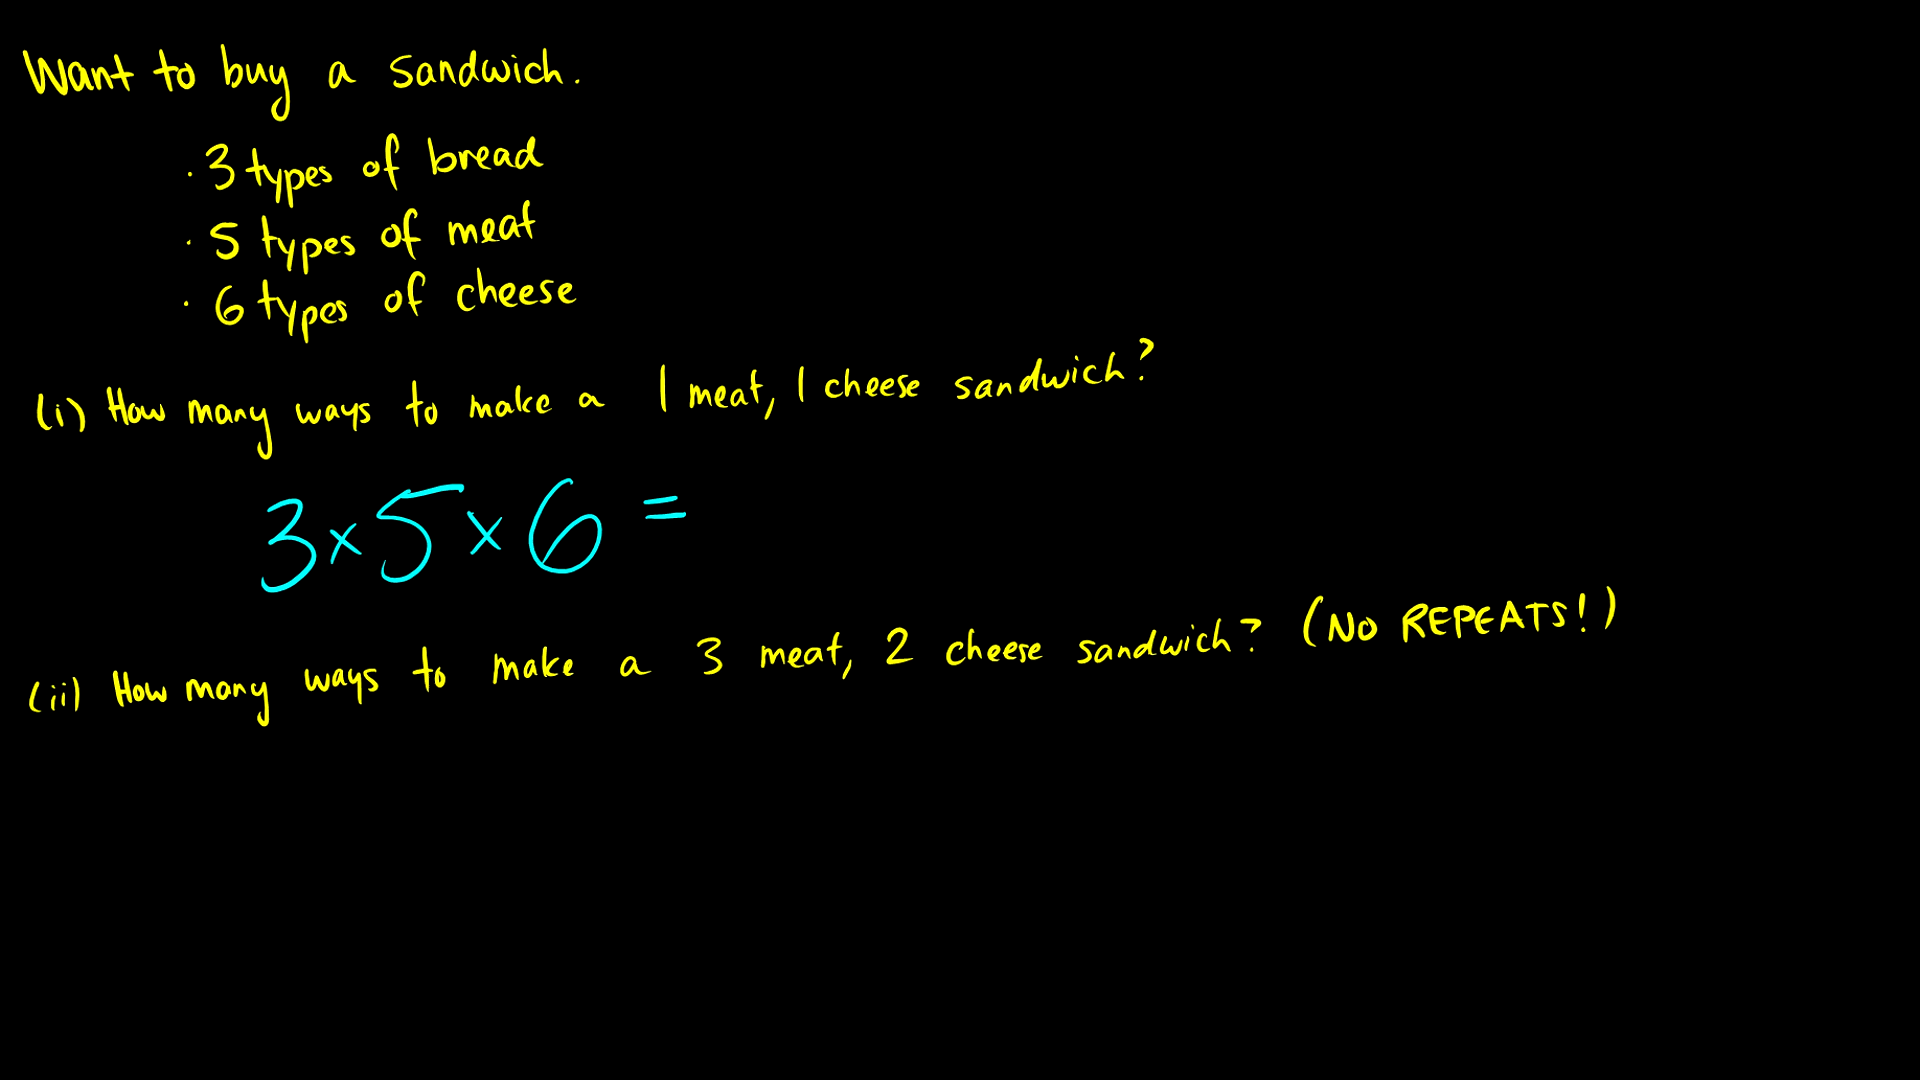 Want to buy a sandwich.
· 3 types of bread
· 5 types of meat
· 6 types of cheese
(i) How many ways to make a 1 meat, 1 cheese sandwich?
3×5×6 =
(ii) How many ways to make a 3 meat, 2 cheese sandwich? (NO REPEATS!)